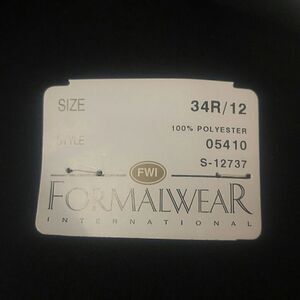 SIZE 34R/12
100% POLYESTER
STYLE 05410
S-12737
FWI
FORMALWEAR
INTERNATIONAL